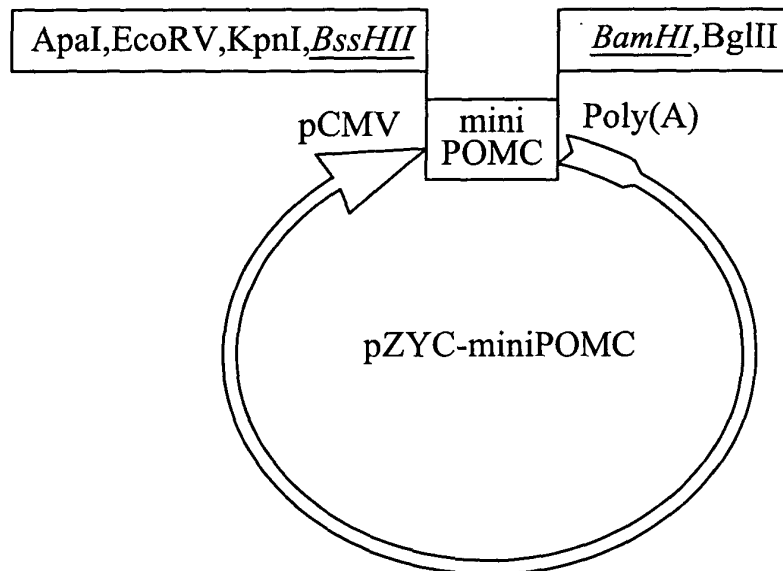 ApaI,EcoRV,KpnI,BssHII
BamHI,BglII
pCMV
mini
POMC
Poly(A)
pZYC-miniPOMC